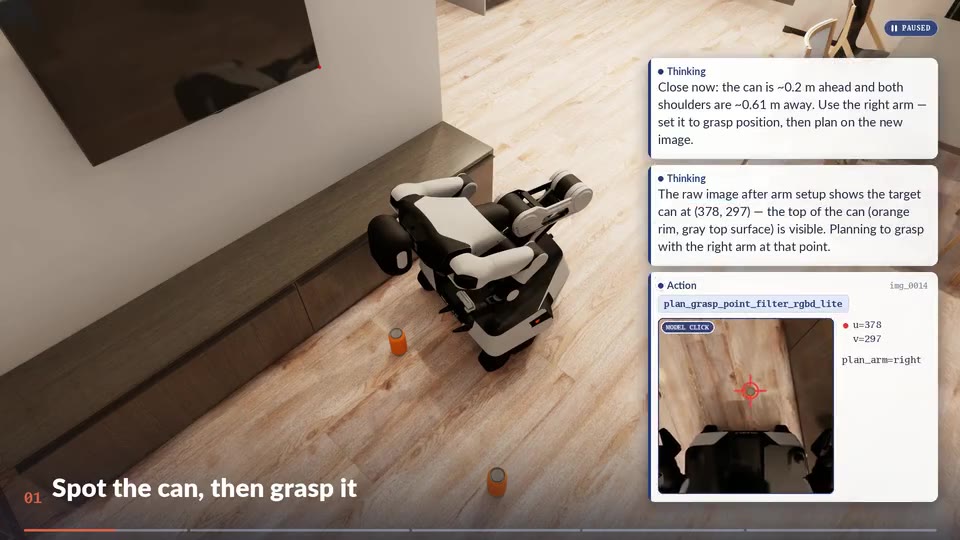 PAUSED
Thinking
Close now: the can is ~0.2 m ahead and both
shoulders are ~0.61 m away. Use the right arm —
set it to grasp position, then plan on the new
image.
Thinking
The raw image after arm setup shows the target
can at (378, 297) — the top of the can (orange
rim, gray top surface) is visible. Planning to grasp
with the right arm at that point.
Action img_0014
plan_grasp_point_filter_rgbd_lite
MODEL CLICK
u=378
v=297
plan_arm=right
01 Spot the can, then grasp it